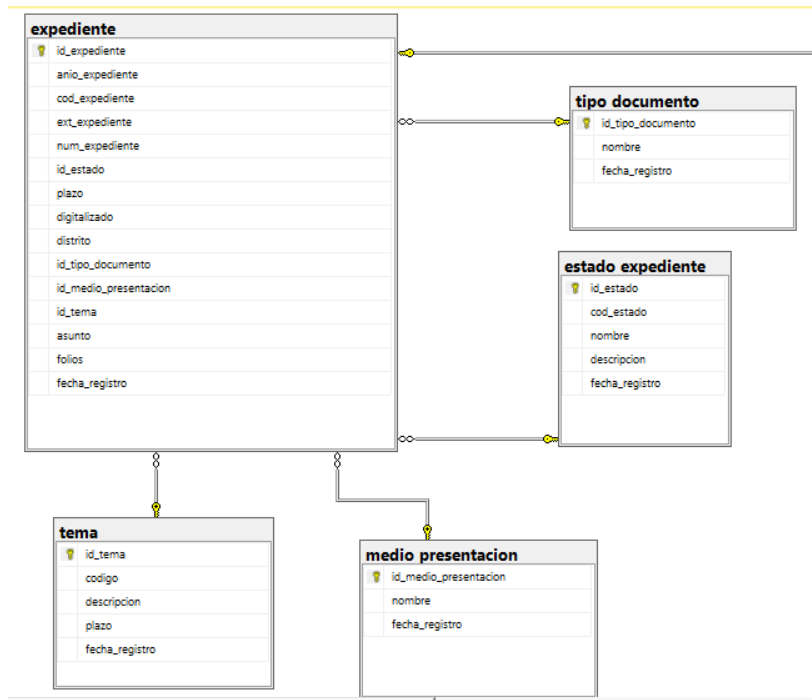 expediente
id_expediente
anio_expediente
cod_expediente
ext_expediente
num_expediente
id_estado
plazo
digitalizado
distrito
id_tipo_documento
id_medio_presentacion
id_tema
asunto
folios
fecha_registro
tipo documento
id_tipo_documento
nombre
fecha_registro
estado expediente
id_estado
cod_estado
nombre
descripcion
fecha_registro
tema
id_tema
codigo
descripcion
plazo
fecha_registro
medio presentacion
id_medio_presentacion
nombre
fecha_registro